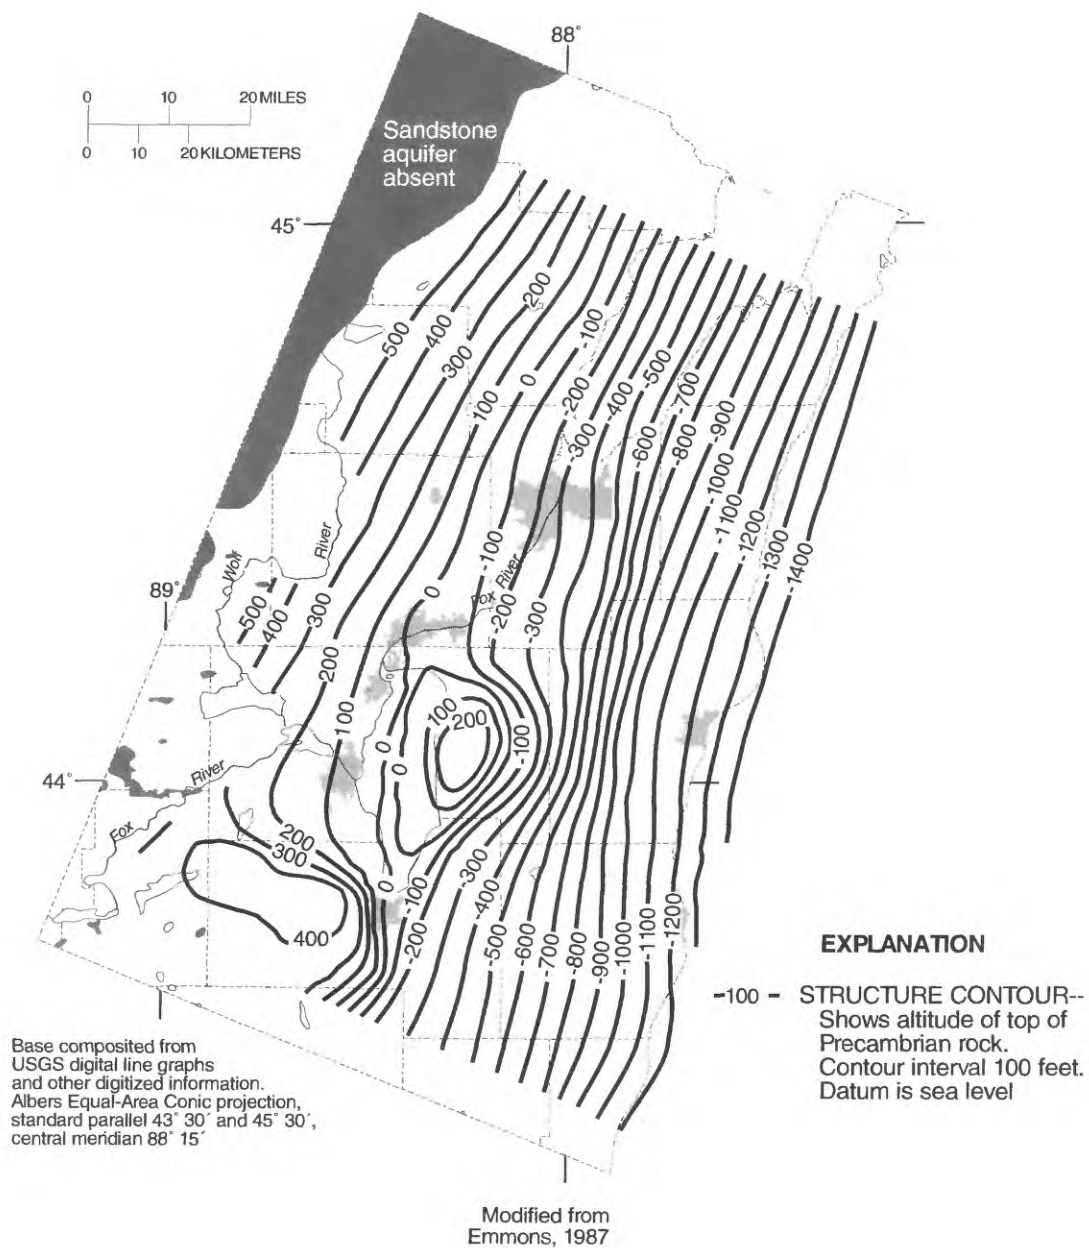 88°
0 10 20 MILES
0 10 20 KILOMETERS
Sandstone
aquifer
absent
45°
500
400
300
200
100
0
-100
-200
-300
-400
-500
-600
-700
-800
-900
-1000
-1100
-1200
-1300
-1400
Wolf
River
89°
500
400
300
200
100
0
-100
-200
-300
Fox River
100
200
0
0
-100
44°
Fox River
200
300
400
0
-100
-200
-300
-400
-500
-600
-700
-800
-900
-1000
-1100
-1200
EXPLANATION
-100 - STRUCTURE CONTOUR--
Shows altitude of top of
Precambrian rock.
Contour interval 100 feet.
Datum is sea level
Base composited from
USGS digital line graphs
and other digitized information.
Albers Equal-Area Conic projection,
standard parallel 43° 30´ and 45° 30´,
central meridian 88° 15´
Modified from
Emmons, 1987